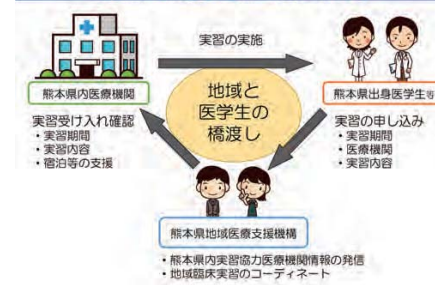 実習の実施
熊本県内医療機関
地域と
医学生の
橋渡し
熊本県出身医学生等
実習受け入れ確認
・実習期間
・実習内容
・宿泊等の支援
実習の申し込み
・実習期間
・医療機関
・実習内容
熊本県地域医療支援機構
・熊本県内実習協力医療機関情報の発信
・地域臨床実習のコーディネート